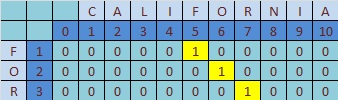 C A L I F O R N I A
0 1 2 3 4 5 6 7 8 9 10
F 1 0 0 0 0 0 1 0 0 0 0 0
O 2 0 0 0 0 0 0 1 0 0 0 0
R 3 0 0 0 0 0 0 0 1 0 0 0